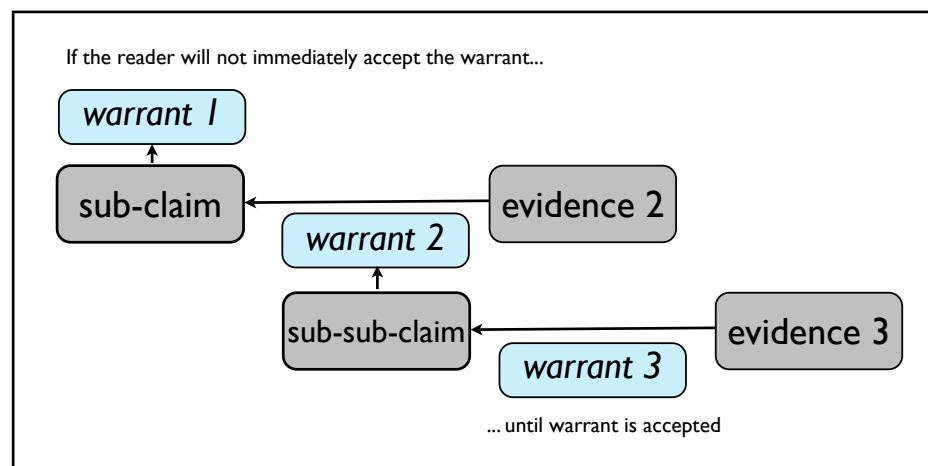 If the reader will not immediately accept the warrant...
warrant 1
sub-claim
evidence 2
warrant 2
sub-sub-claim
evidence 3
warrant 3
... until warrant is accepted